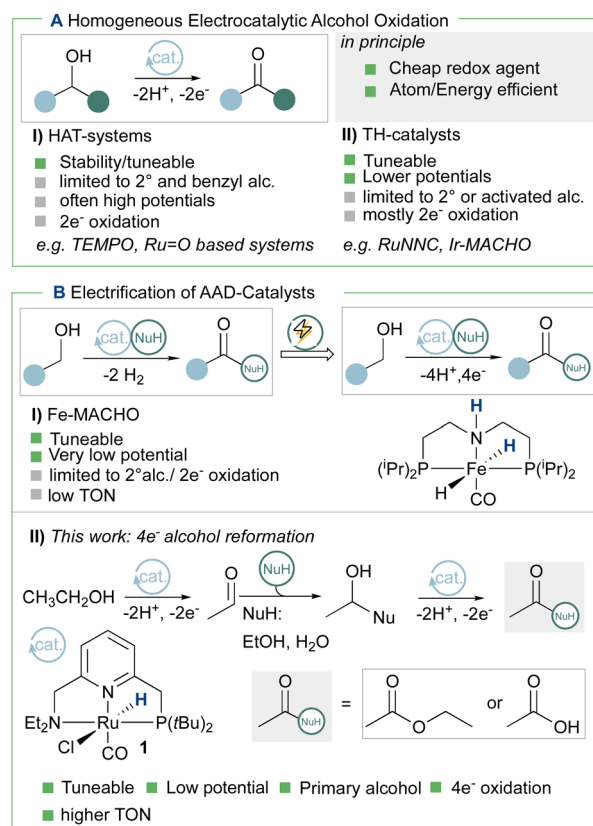 A Homogeneous Electrocatalytic Alcohol Oxidation
OH
cat.
-2H⁺, -2e⁻
O
in principle
Cheap redox agent
Atom/Energy efficient
I) HAT-systems
Stability/tuneable
limited to 2° and benzyl alc.
often high potentials
2e⁻ oxidation
e.g. TEMPO, Ru=O based systems
II) TH-catalysts
Tuneable
Lower potentials
limited to 2° or activated alc.
mostly 2e⁻ oxidation
e.g. RuNNC, Ir-MACHO
B Electrification of AAD-Catalysts
OH
cat. NuH
-2 H₂
O
NuH
OH
cat. NuH
-4H⁺,4e⁻
O
NuH
I) Fe-MACHO
Tuneable
Very low potential
limited to 2°alc./ 2e⁻ oxidation
low TON
H
N
H
(ⁱPr)₂P Fe P(ⁱPr)₂
H
CO
II) This work: 4e⁻ alcohol reformation
CH₃CH₂OH
cat.
-2H⁺, -2e⁻
O
NuH
NuH:
EtOH, H₂O
OH
Nu
cat.
-2H⁺, -2e⁻
O
NuH
cat.
N
H
Et₂N Ru P(tBu)₂
Cl
CO 1
O
NuH
=
O
O
or
O
OH
Tuneable Low potential Primary alcohol 4e⁻ oxidation
higher TON